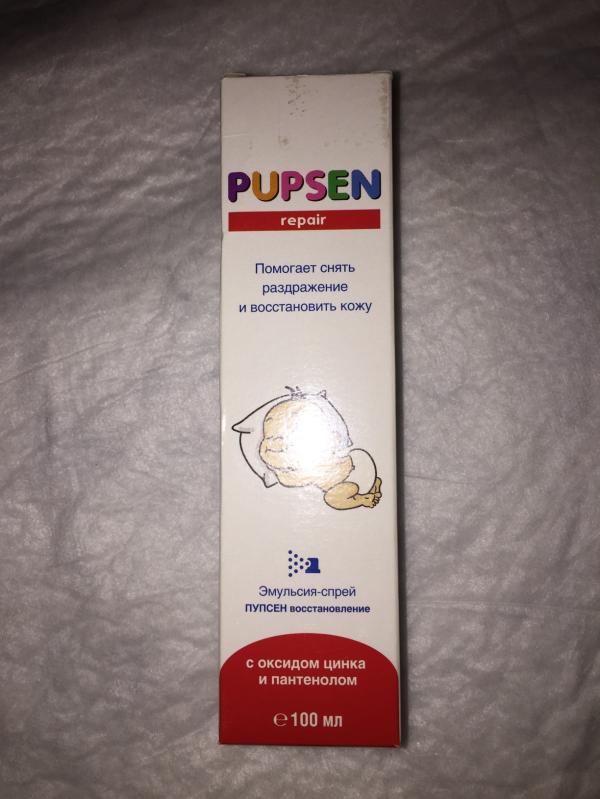 PUPSEN
repair
Помогает снять
раздражение
и восстановить кожу
Эмульсия-спрей
ПУПСЕН восстановление
с оксидом цинка
и пантенолом
℮100 мл